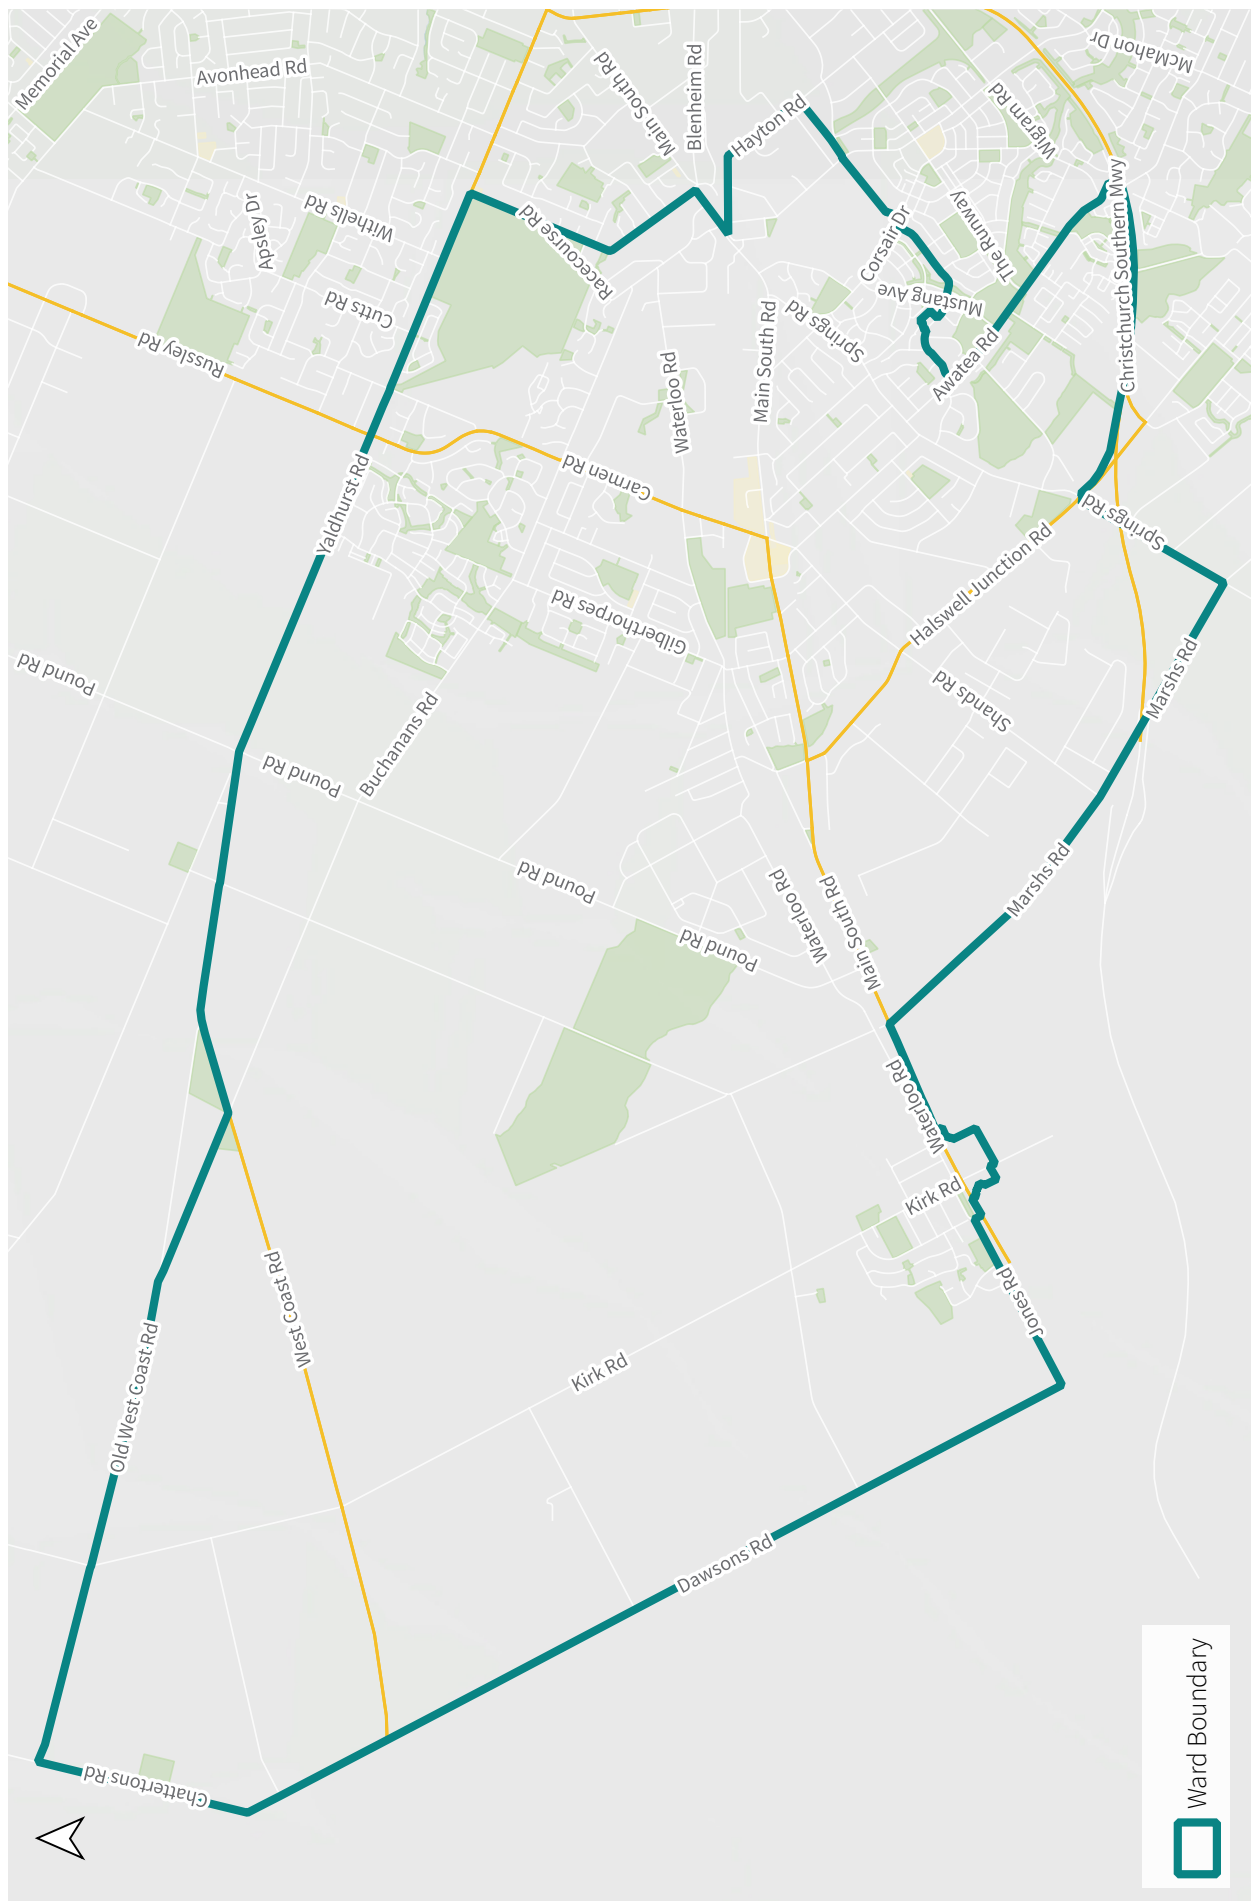 Memorial Ave
Avonhead Rd
Main South Rd
Blenheim Rd
Hayton Rd
McMahon Dr
Wigram Rd
Apsley Dr
Withells Rd
Racecourse Rd
Corsair Dr
The Runway
Christchurch Southern Mwy
Cutts Rd
Mustang Ave
Russley Rd
Springs Rd
Main South Rd
Waterloo Rd
Awatea Rd
Yaldhurst Rd
Carmen Rd
Springs Rd
Halswell Junction Rd
Gilberthorpes Rd
Pound Rd
Marshs Rd
Shands Rd
Buchanans Rd
Pound Rd
Pound Rd
Marshs Rd
Waterloo Rd
Main South Rd
Pound Rd
Waterloo Rd
Kirk Rd
Jones Rd
West Coast Rd
Old West Coast Rd
Kirk Rd
Dawsons Rd
Chattertons Rd
Ward Boundary